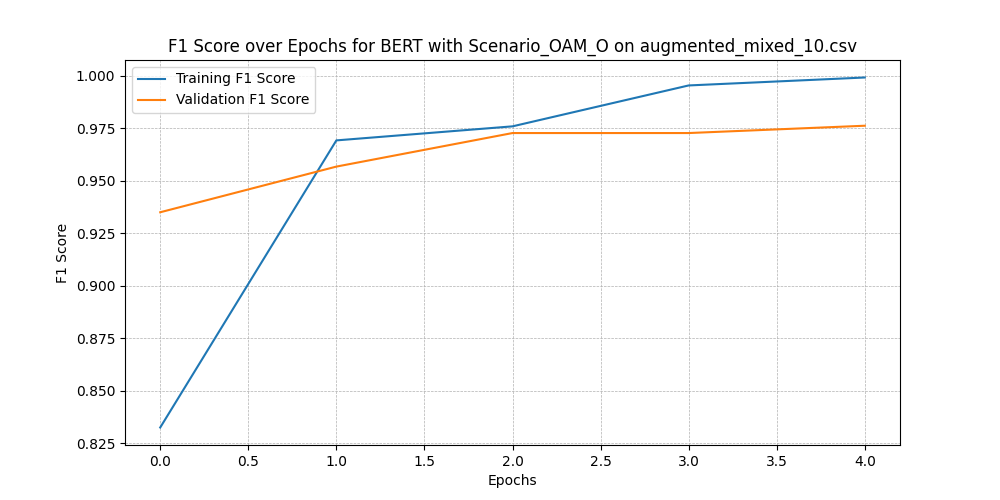 F1 Score over Epochs for BERT with Scenario_OAM_O on augmented_mixed_10.csv
Training F1 Score
Validation F1 Score
F1 Score
1.000
0.975
0.950
0.925
0.900
0.875
0.850
0.825
0.0 0.5 1.0 1.5 2.0 2.5 3.0 3.5 4.0
Epochs